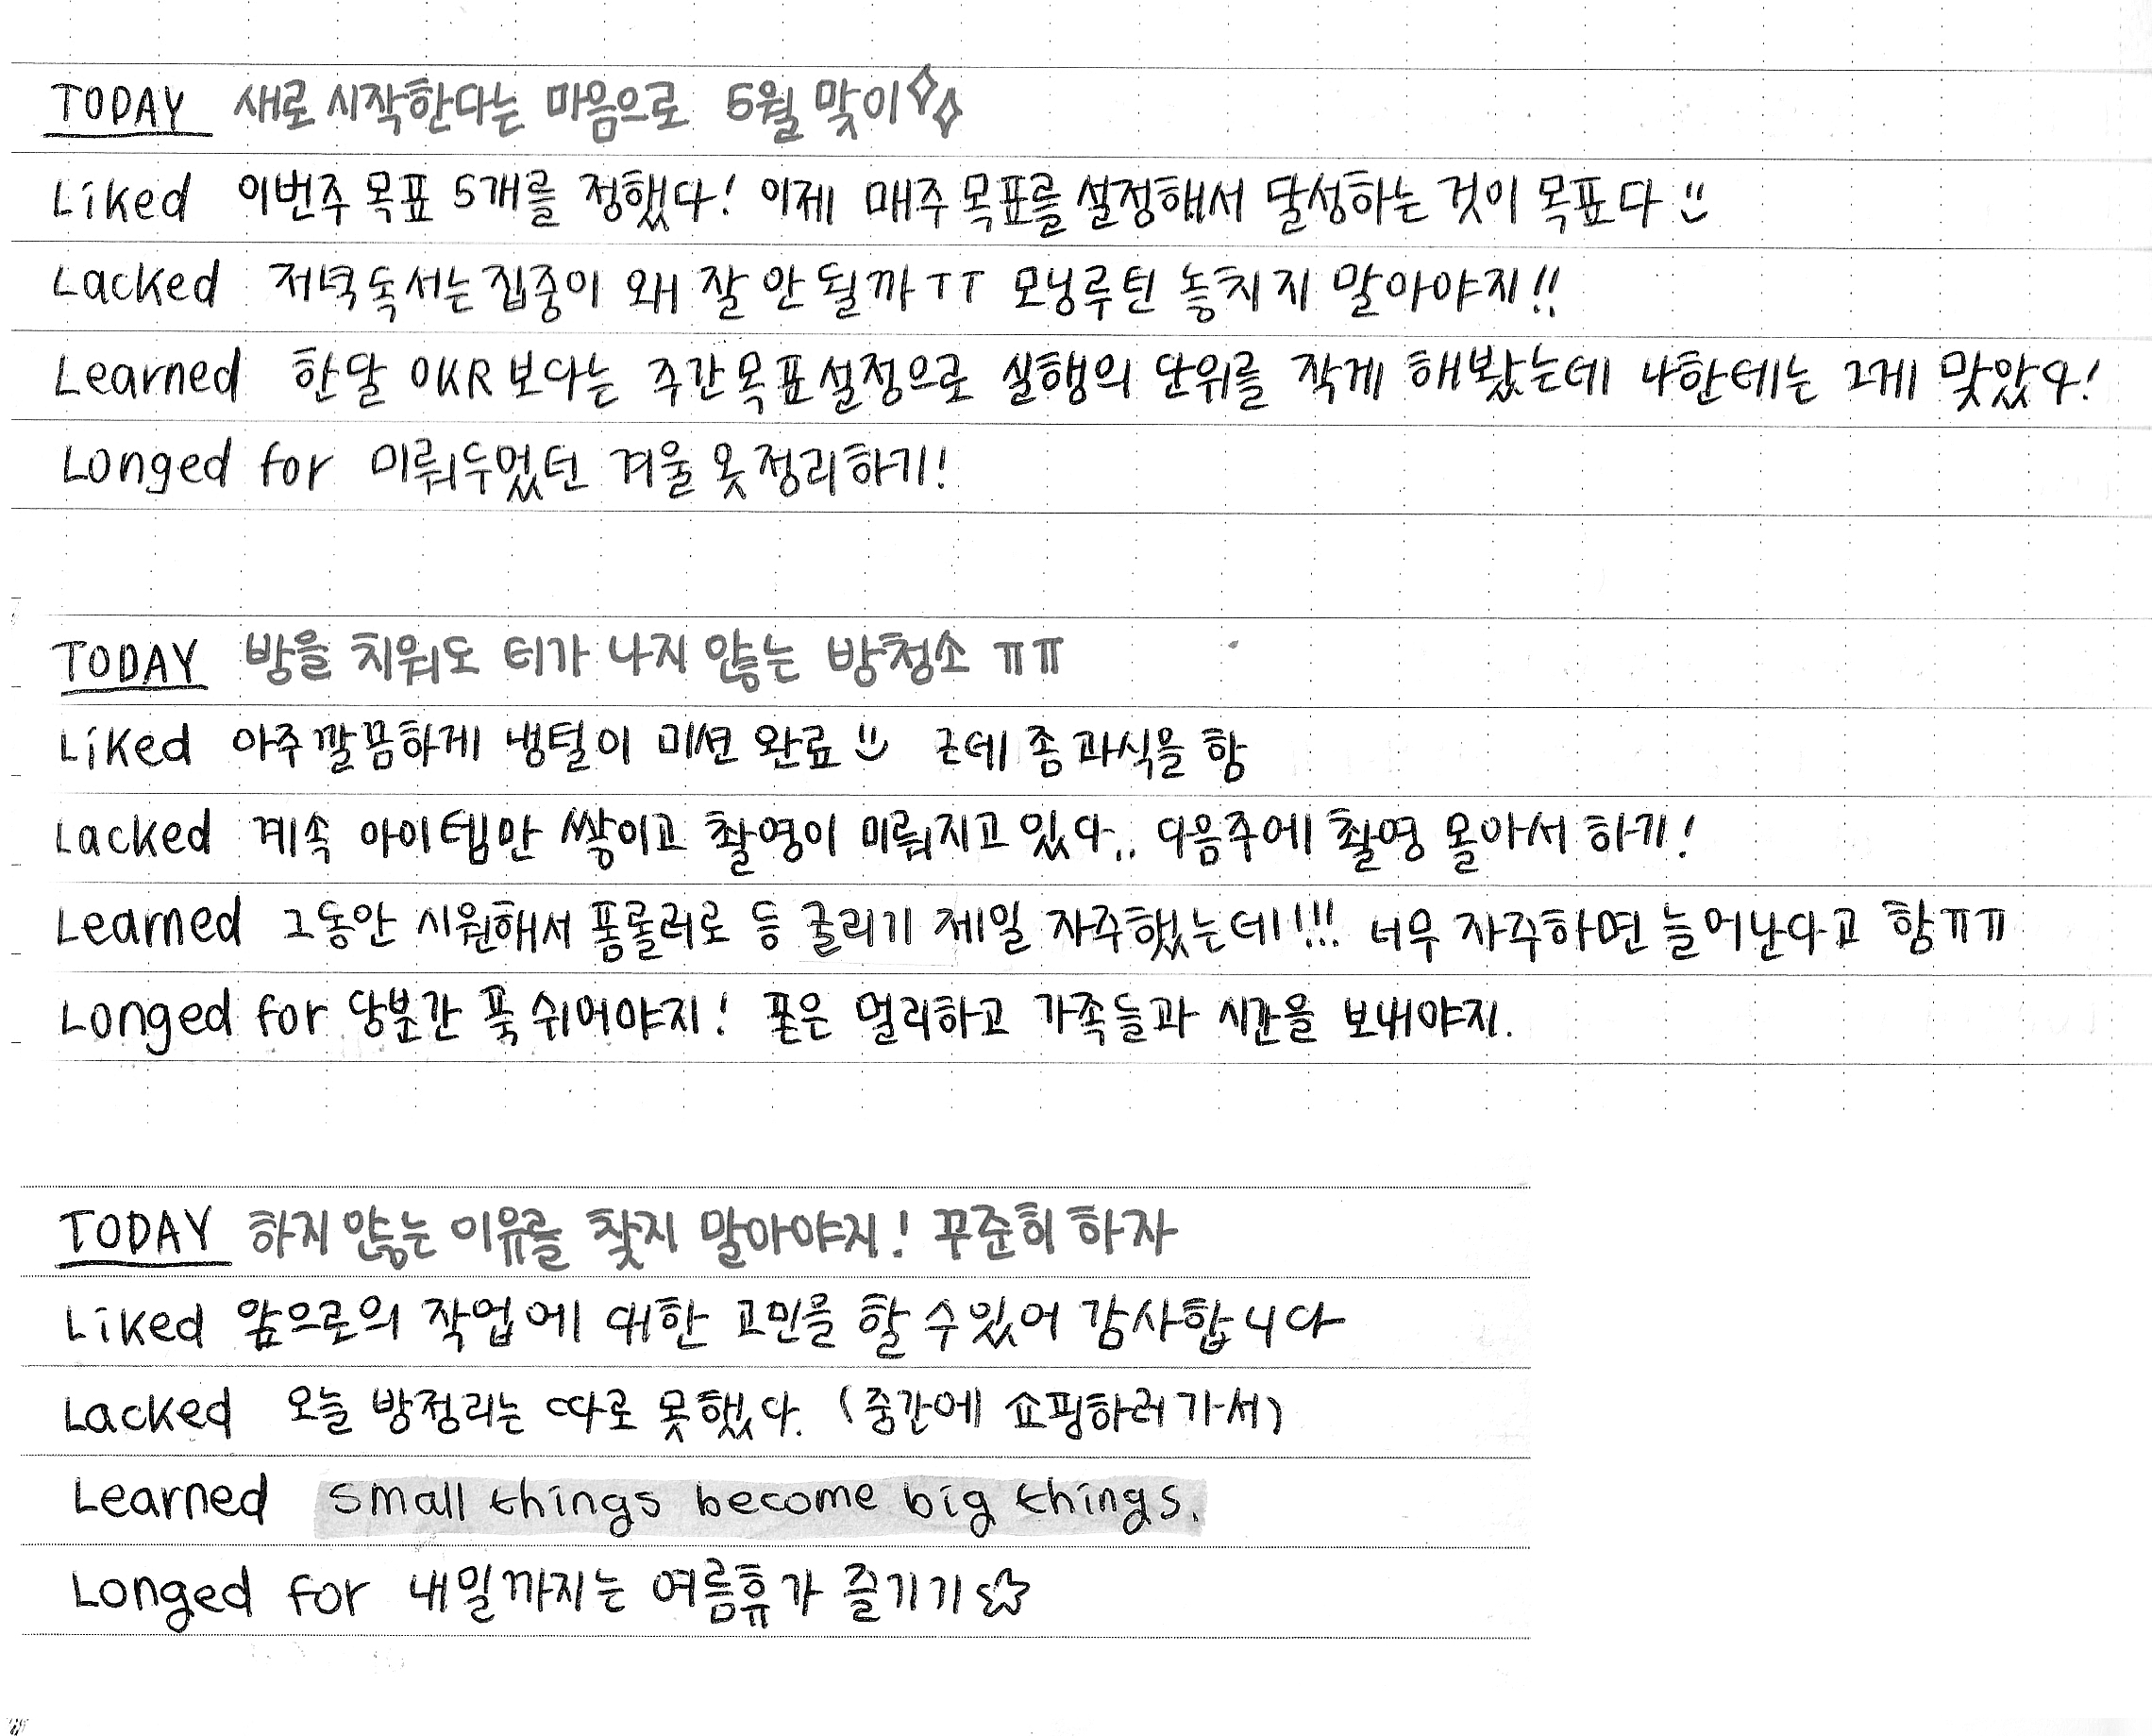 TODAY 새로 시작한다는 마음으로 5월 맞이✧✧
Liked 이번주 목표 5개를 정했다! 이제 매주 목표를 설정해서 달성하는 것이 목표다 ☺
Lacked 저녁 독서는 집중이 왜 잘 안 될까 ㅜㅜ 모닝루틴 놓치지 말아야지!!
Learned 한달 OKR 보다는 주간목표설정으로 실행의 단위를 작게 해봤는데 나한테는 그게 맞았다!
Longed for 미뤄두었던 겨울 옷 정리하기!
TODAY 방을 치워도 티가 나지 않는 방청소 ㅠㅠ
Liked 아주 깔끔하게 냉털이 미션 완료 ☺ 근데 좀 과식을 함
Lacked 계속 아이템만 쌓이고 촬영이 미뤄지고 있다.. 다음주에 촬영 몰아서 하기!
Learned 그동안 시원해서 폼롤러로 등 굴리기 제일 자주했는데!!! 너무 자주하면 늘어난다고 함ㅠㅠ
Longed for 당분간 푹 쉬어야지! 폰은 멀리하고 가족들과 시간을 보내야지.
TODAY 하지 않는 이유를 찾지 말아야지! 꾸준히 하자
Liked 앞으로의 작업에 대한 고민을 할 수 있어 감사합니다
Lacked 오늘 방정리는 따로 못했다. (중간에 쇼핑하러 가서)
Learned small things become big things.
Longed for 내일까지는 여름휴가 즐기기☆